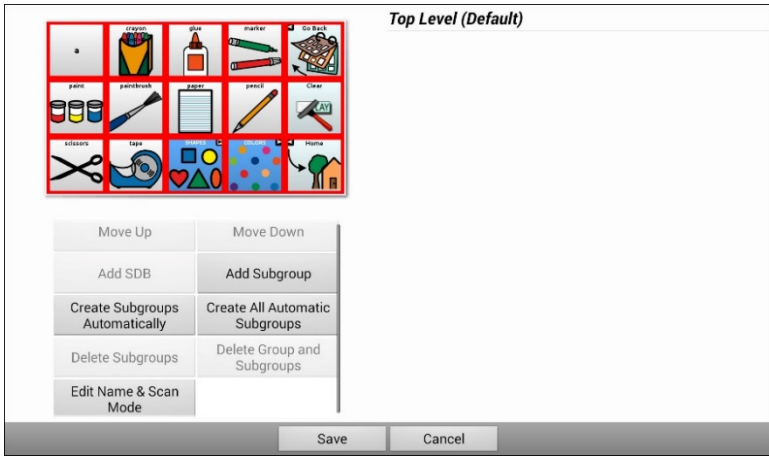 Top Level (Default)
crayon glue marker Go Back
a
paint paintbrush paper pencil Clear
scissors tape SHAPES COLORS Home
Move Up Move Down
Add SDB Add Subgroup
Create Subgroups Create All Automatic
Automatically Subgroups
Delete Subgroups Delete Group and
Subgroups
Edit Name & Scan
Mode
Save Cancel